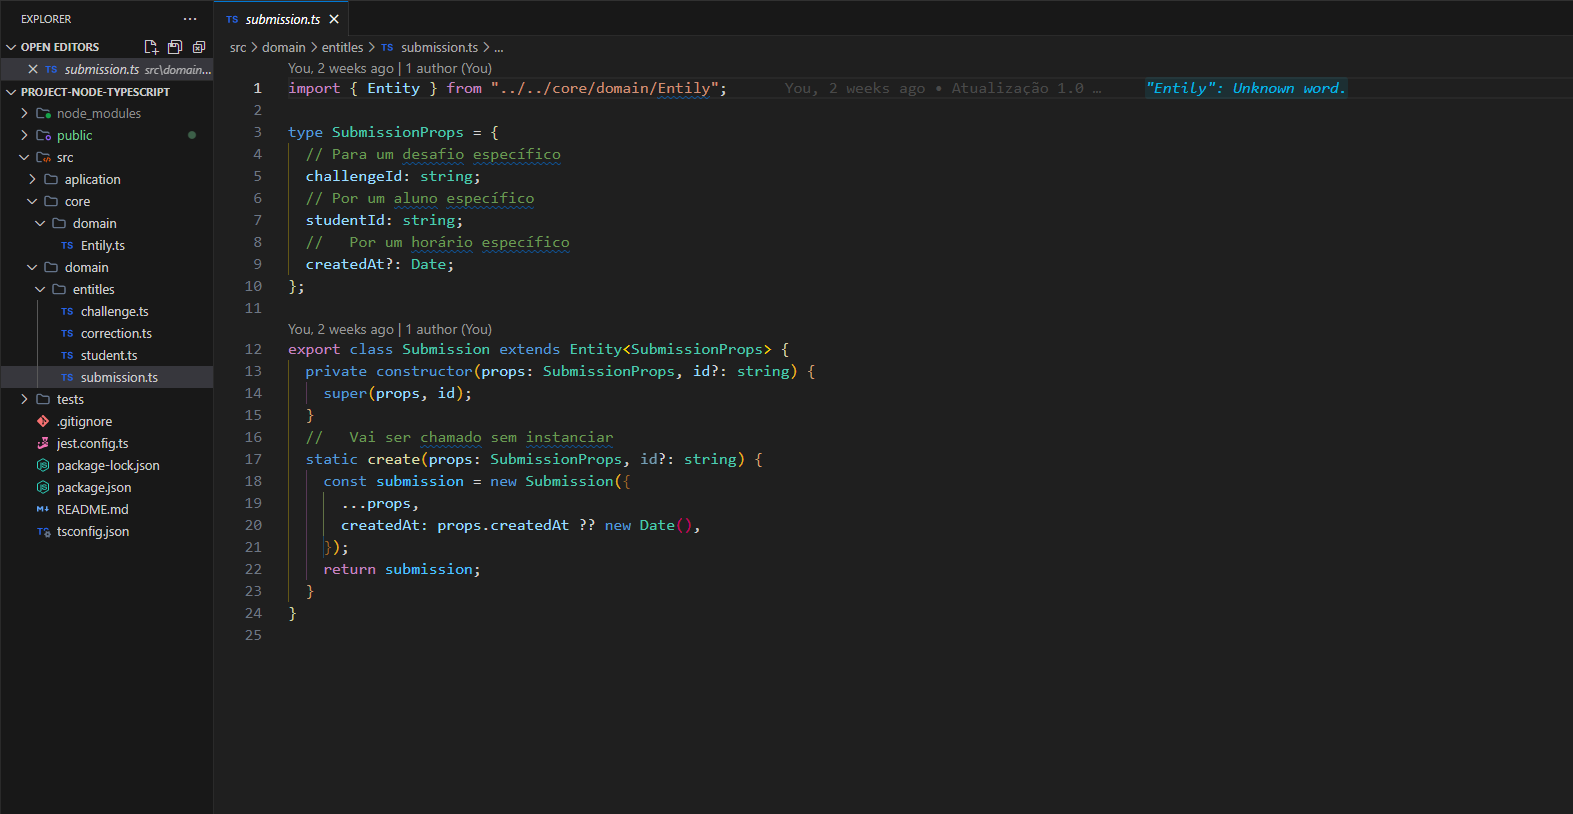 EXPLORER
OPEN EDITORS
TS submission.ts src\domain...
PROJECT-NODE-TYPESCRIPT
node_modules
public
src
aplication
core
domain
TS Entily.ts
domain
entitles
TS challenge.ts
TS correction.ts
TS student.ts
TS submission.ts
tests
.gitignore
jest.config.ts
package-lock.json
package.json
README.md
tsconfig.json
TS submission.ts
src > domain > entitles > TS submission.ts > ...
You, 2 weeks ago | 1 author (You)
1 import { Entity } from "../../core/domain/Entily"; You, 2 weeks ago • Atualização 1.0 … "Entily": Unknown word.
2
3 type SubmissionProps = {
4 // Para um desafio específico
5 challengeId: string;
6 // Por um aluno específico
7 studentId: string;
8 //   Por um horário específico
9 createdAt?: Date;
10 };
11
You, 2 weeks ago | 1 author (You)
12 export class Submission extends Entity<SubmissionProps> {
13 private constructor(props: SubmissionProps, id?: string) {
14 super(props, id);
15 }
16 //   Vai ser chamado sem instanciar
17 static create(props: SubmissionProps, id?: string) {
18 const submission = new Submission({
19 ...props,
20 createdAt: props.createdAt ?? new Date(),
21 });
22 return submission;
23 }
24 }
25